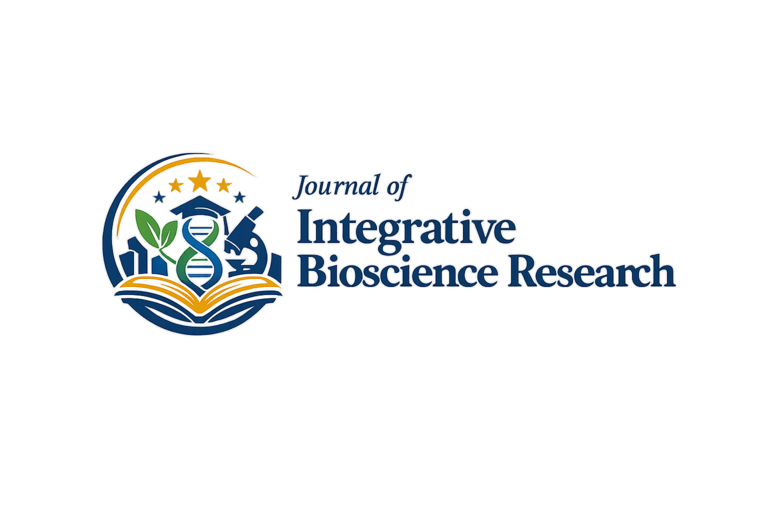 Journal of
Integrative
Bioscience Research